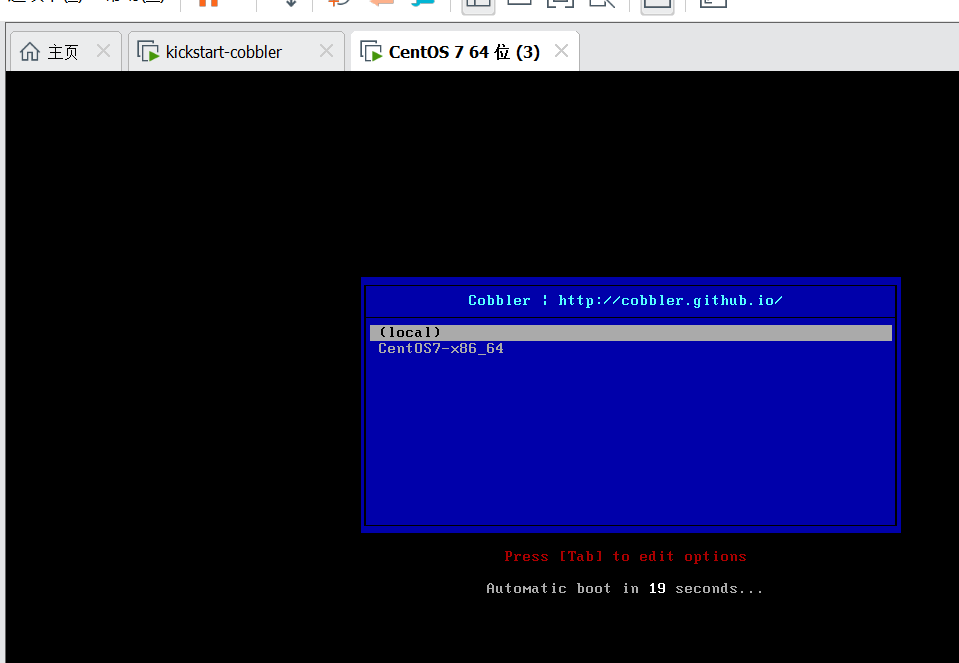 主页
kickstart-cobbler
CentOS 7 64 位 (3)
Cobbler | http://cobbler.github.io/
(local)
CentOS7-x86_64
Press [Tab] to edit options
Automatic boot in 19 seconds...